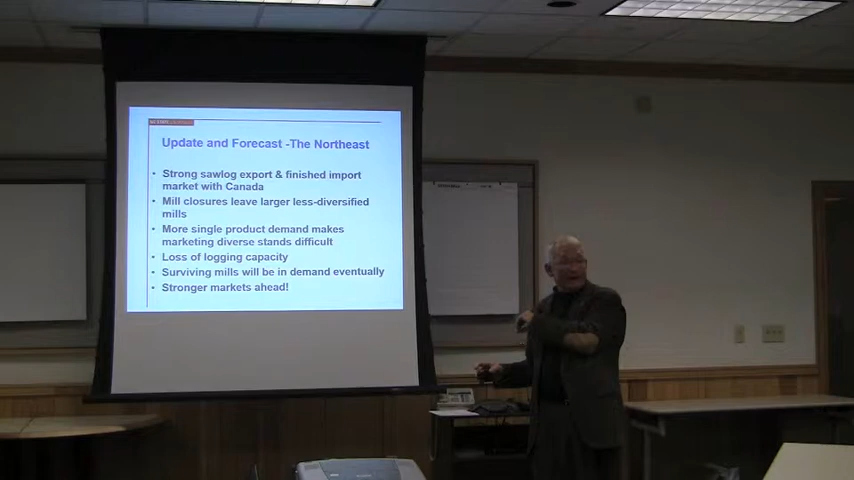 Update and Forecast -The Northeast
• Strong sawlog export & finished import
market with Canada
• Mill closures leave larger less-diversified
mills
• More single product demand makes
marketing diverse stands difficult
• Loss of logging capacity
• Surviving mills will be in demand eventually
• Stronger markets ahead!